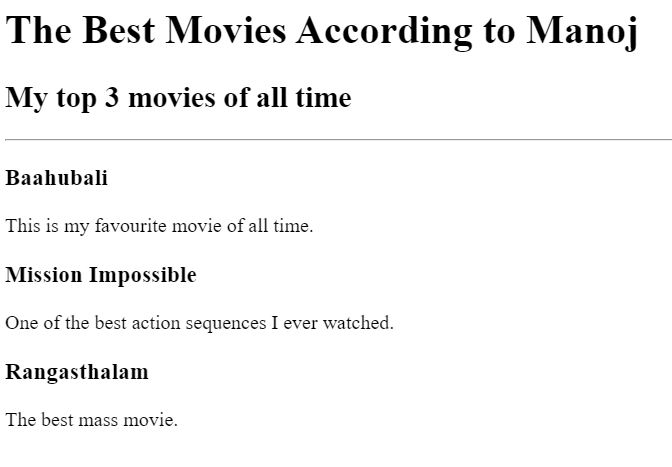 The Best Movies According to Manoj
My top 3 movies of all time
Baahubali
This is my favourite movie of all time.
Mission Impossible
One of the best action sequences I ever watched.
Rangasthalam
The best mass movie.